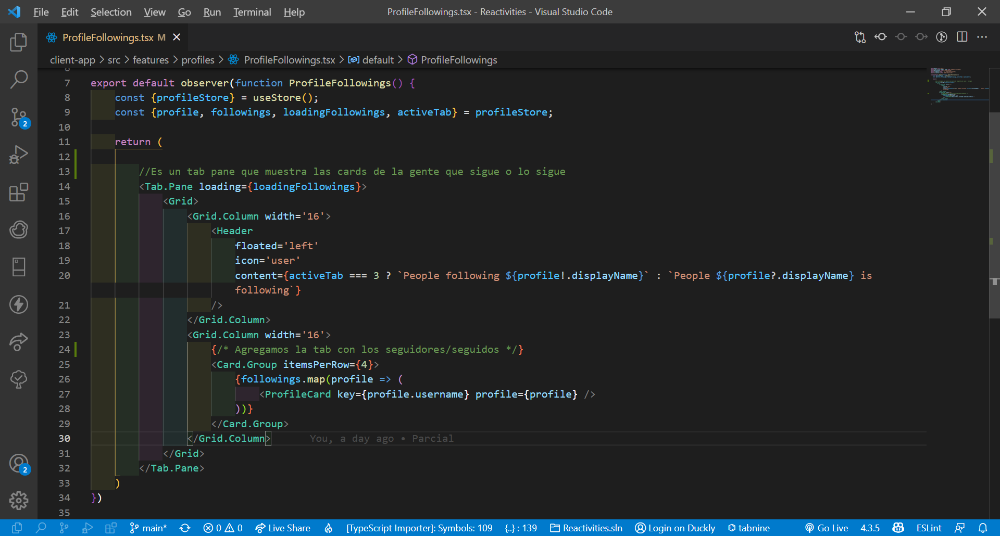 File Edit Selection View Go Run Terminal Help
ProfileFollowings.tsx - Reactivities - Visual Studio Code
ProfileFollowings.tsx M
client-app > src > features > profiles > ProfileFollowings.tsx > default > ProfileFollowings
7 export default observer(function ProfileFollowings() {
8 const {profileStore} = useStore();
9 const {profile, followings, loadingFollowings, activeTab} = profileStore;
10
11 return (
12
13 //Es un tab pane que muestra las cards de la gente que sigue o lo sigue
14 <Tab.Pane loading={loadingFollowings}>
15 <Grid>
16 <Grid.Column width='16'>
17 <Header
18 floated='left'
19 icon='user'
20 content={activeTab === 3 ? `People following ${profile!.displayName}` : `People ${profile?.displayName} is
following`}
21 />
22 </Grid.Column>
23 <Grid.Column width='16'>
24 {/* Agregamos la tab con los seguidores/seguidos */}
25 <Card.Group itemsPerRow={4}>
26 {followings.map(profile => (
27 <ProfileCard key={profile.username} profile={profile} />
28 ))}
29 </Card.Group>
30 </Grid.Column> You, a day ago • Parcial
31 </Grid>
32 </Tab.Pane>
33 )
34 })
35
2
2
main* 0 0 Live Share [TypeScript Importer]: Symbols: 109 {..} : 139 Reactivities.sln Login on Duckly tabnine Go Live 4.3.5 ESLint